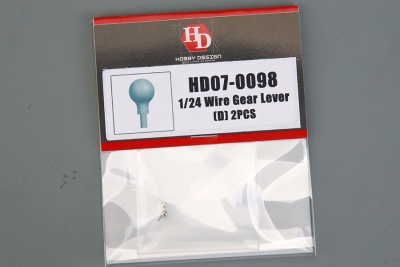 HD
HOBBY DESIGN
HD07-0098
1/24 Wire Gear Lever
(D) 2PCS